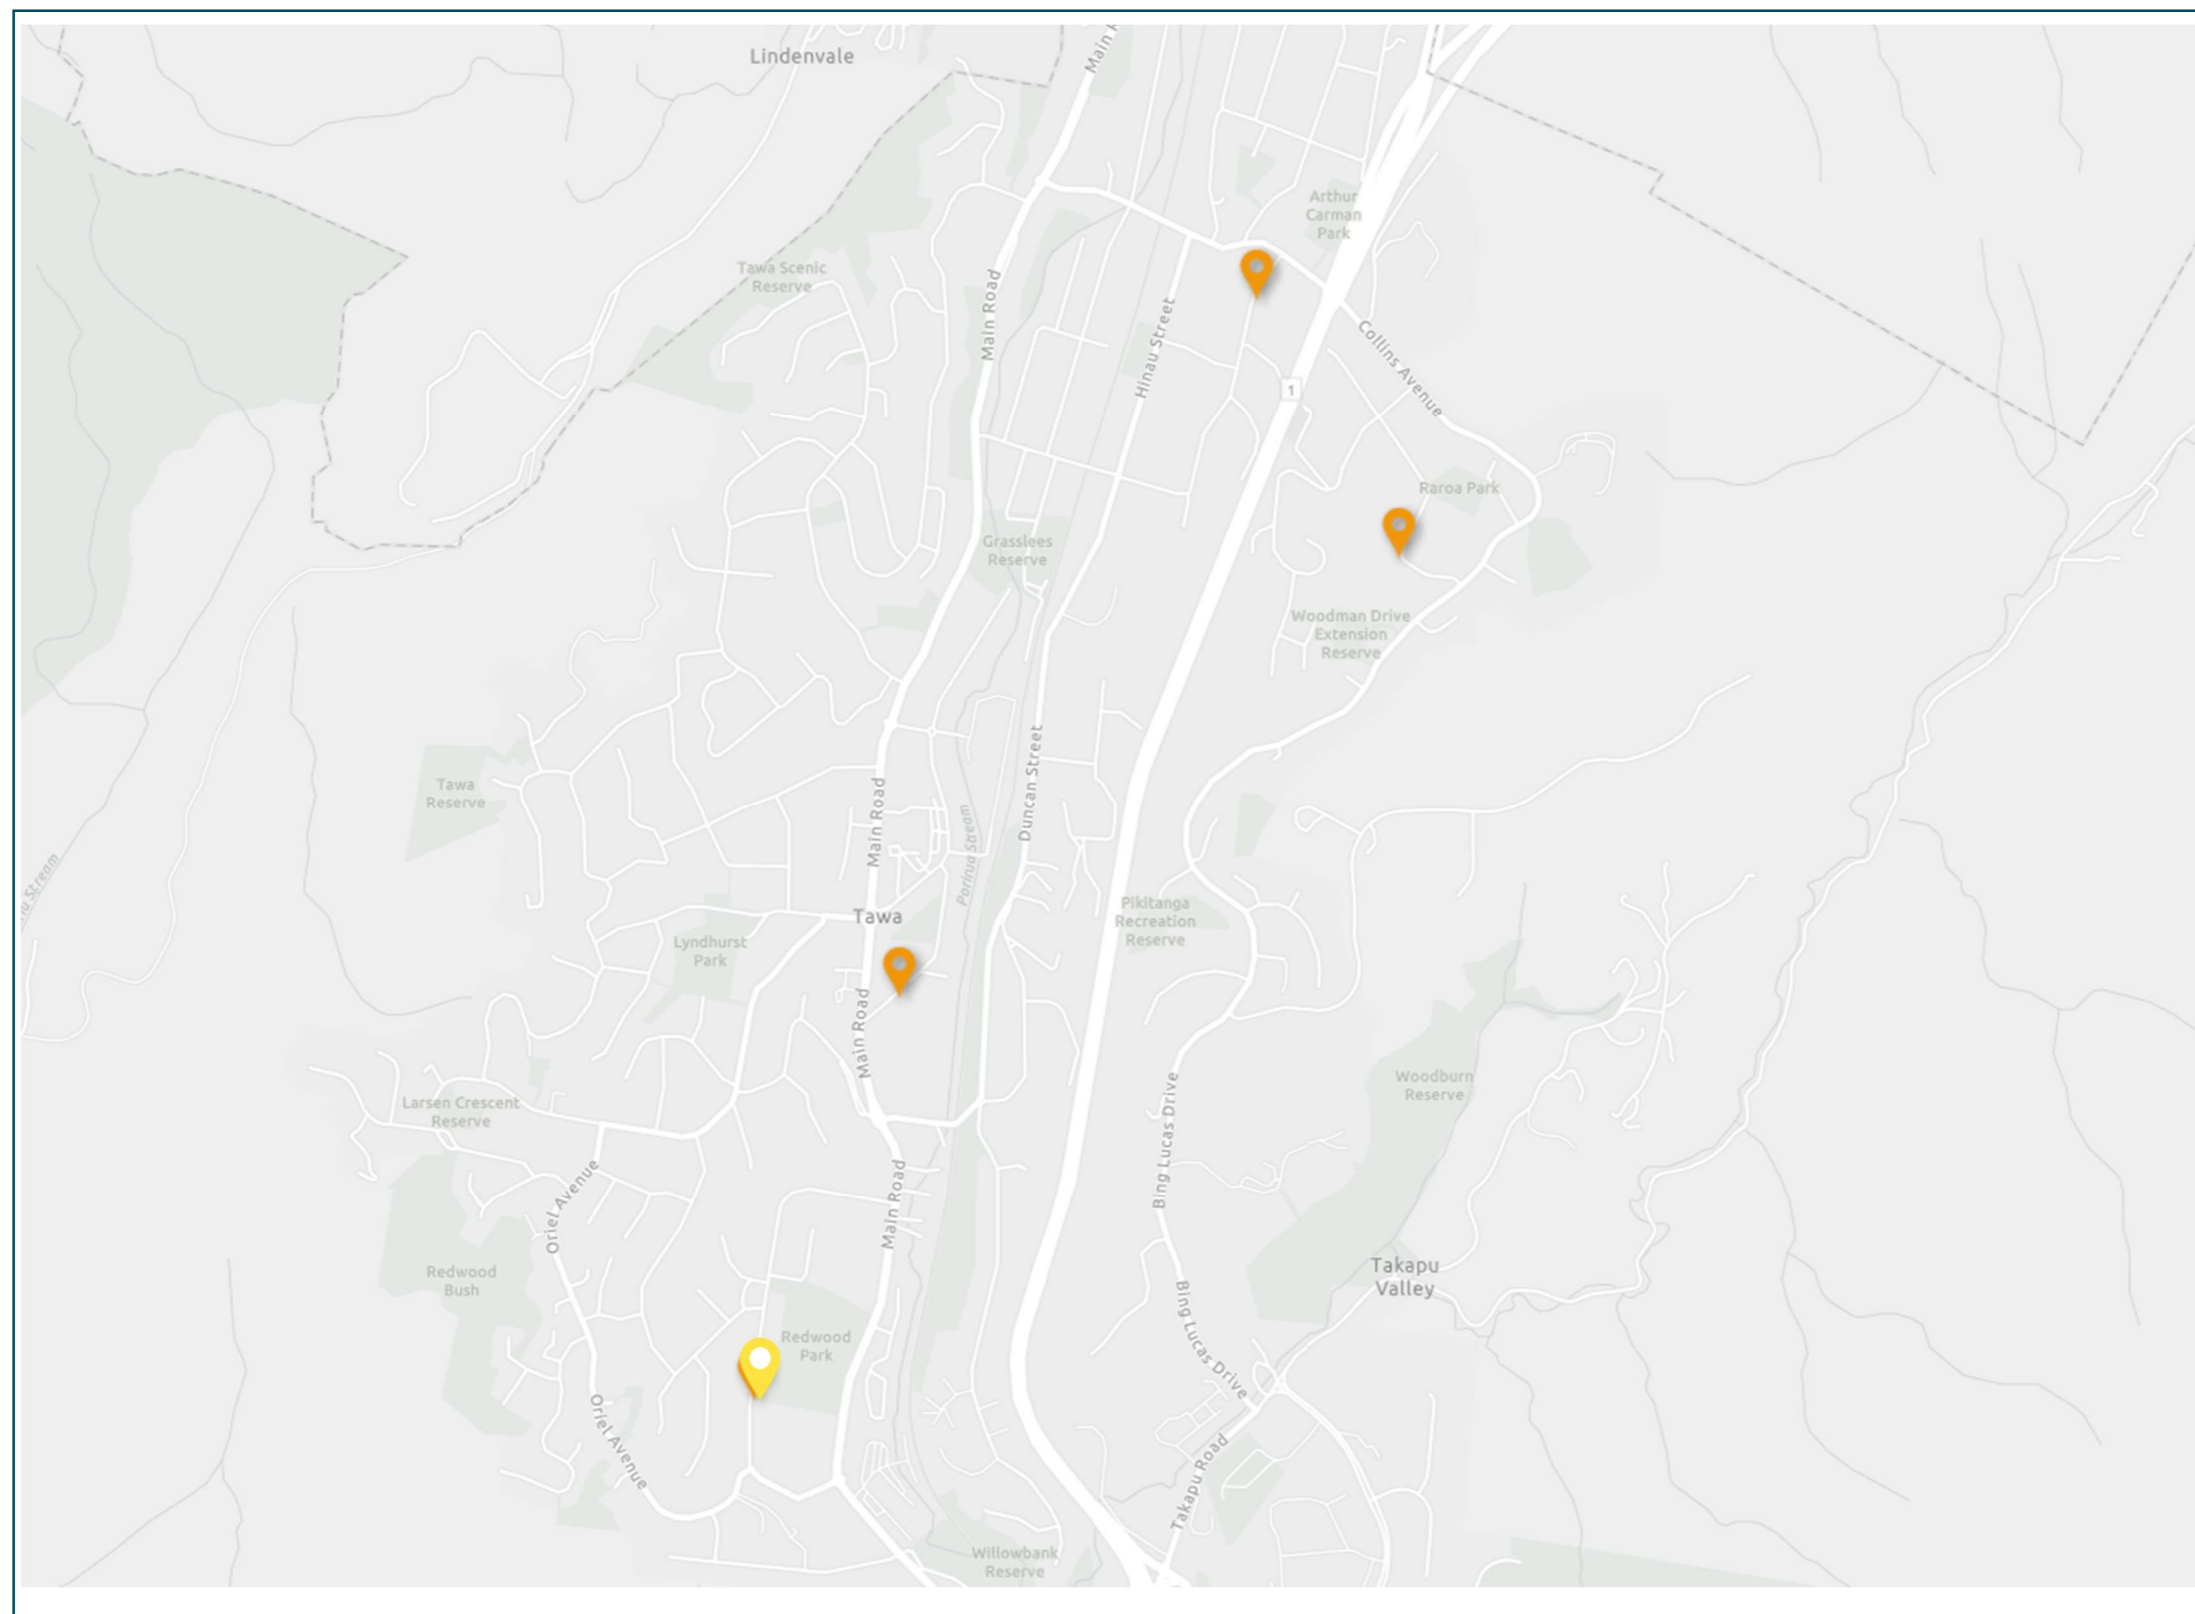 Lindenvale
Main R
Arthur
Carman
Park
Tawa Scenic
Reserve
Main Road
Hinau Street
Collins Avenue
1
Raroa Park
Grasslees
Reserve
Woodman Drive
Extension
Reserve
Duncan Street
Tawa
Reserve
Main Road
Porirua Stream
Stream
Pikitanga
Recreation
Reserve
Tawa
Lyndhurst
Park
Main Road
Woodburn
Reserve
Larsen Crescent
Reserve
Bing Lucas Drive
Oriel Avenue
Main Road
Redwood
Bush
Takapu
Valley
Bing Lucas Drive
Redwood
Park
Oriel Avenue
Takapu Road
Willowbank
Reserve